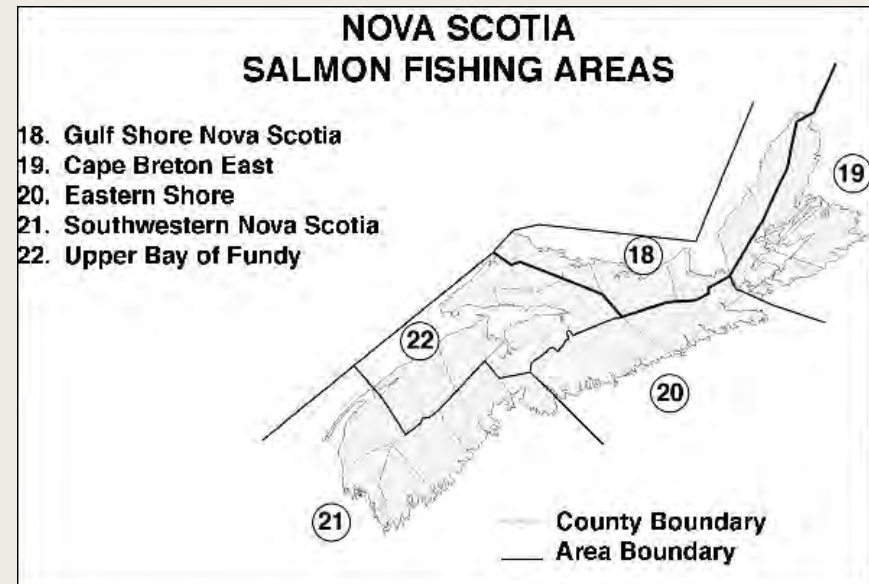 NOVA SCOTIA
SALMON FISHING AREAS
18. Gulf Shore Nova Scotia
19. Cape Breton East
20. Eastern Shore
21. Southwestern Nova Scotia
22. Upper Bay of Fundy
19
18
22
20
21
County Boundary
Area Boundary